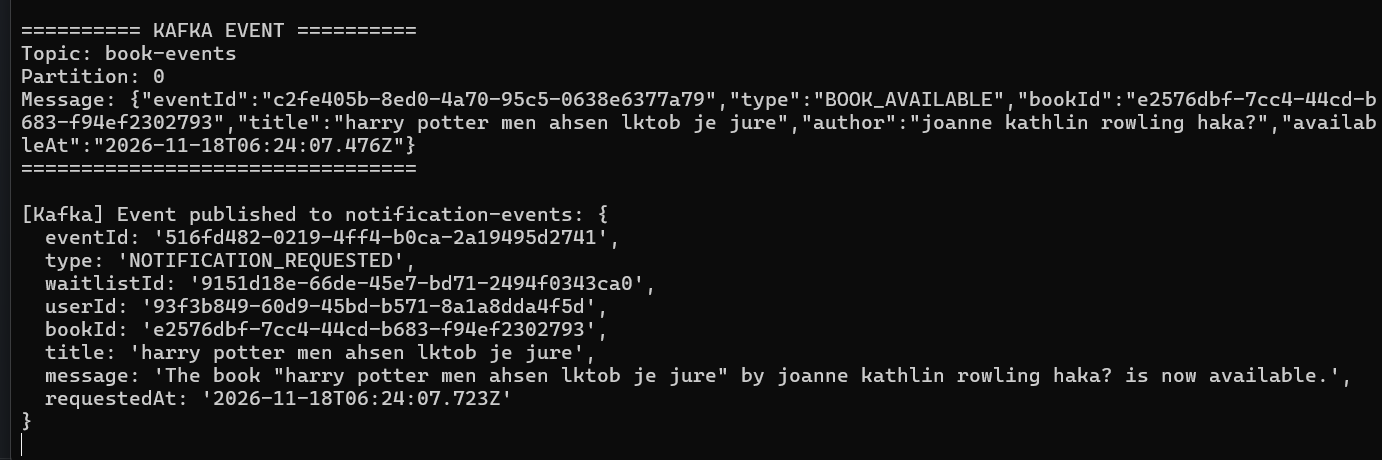 ========== KAFKA EVENT ==========
Topic: book-events
Partition: 0
Message: {"eventId":"c2fe405b-8ed0-4a70-95c5-0638e6377a79","type":"BOOK_AVAILABLE","bookId":"e2576dbf-7cc4-44cd-b
683-f94ef2302793","title":"harry potter men ahsen lktob je jure","author":"joanne kathlin rowling haka?","availab
leAt":"2026-11-18T06:24:07.476Z"}
=================================
[Kafka] Event published to notification-events: {
  eventId: '516fd482-0219-4ff4-b0ca-2a19495d2741',
  type: 'NOTIFICATION_REQUESTED',
  waitlistId: '9151d18e-66de-45e7-bd71-2494f0343ca0',
  userId: '93f3b849-60d9-45bd-b571-8a1a8dda4f5d',
  bookId: 'e2576dbf-7cc4-44cd-b683-f94ef2302793',
  title: 'harry potter men ahsen lktob je jure',
  message: 'The book "harry potter men ahsen lktob je jure" by joanne kathlin rowling haka? is now available.',
  requestedAt: '2026-11-18T06:24:07.723Z'
}